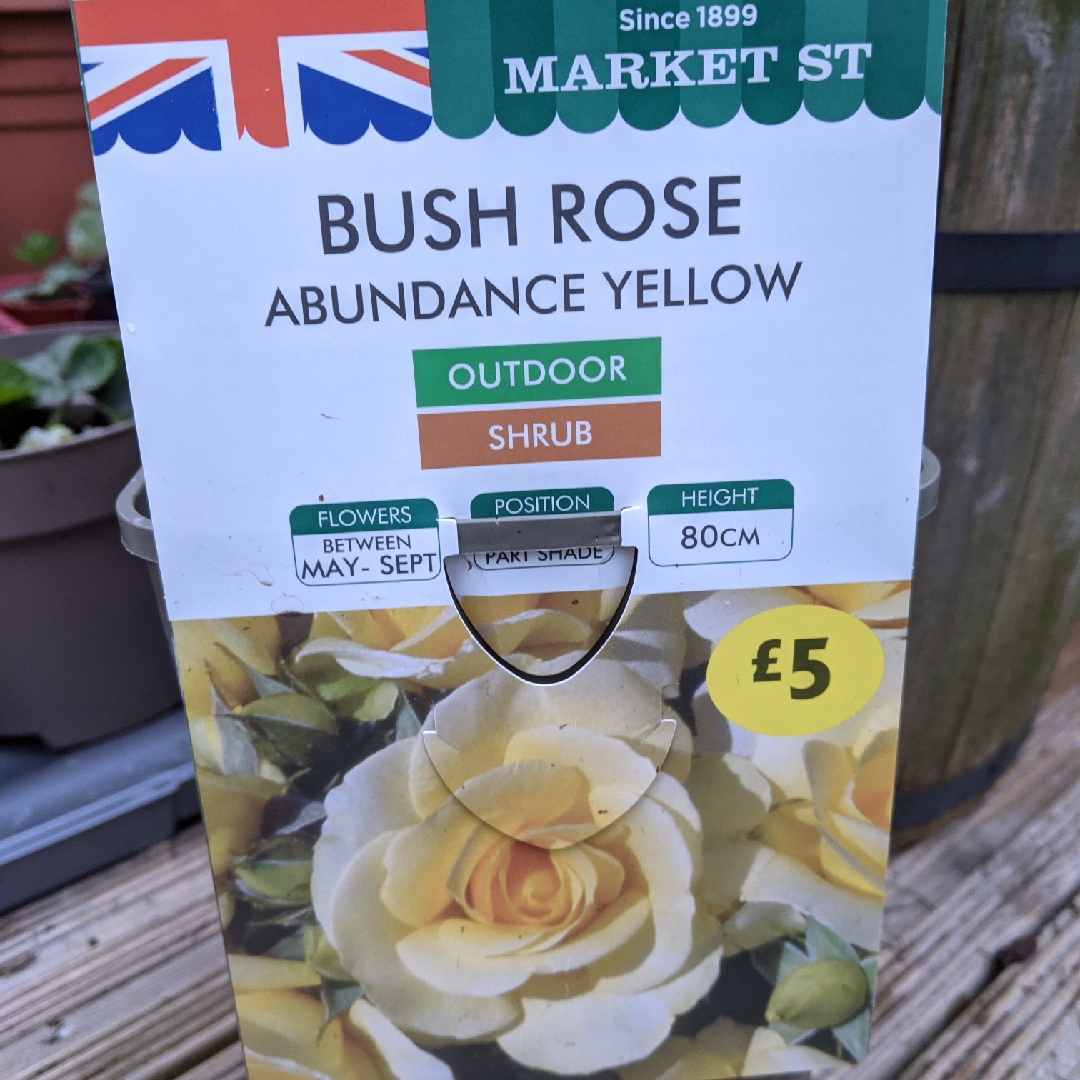 Since 1899
MARKET ST
BUSH ROSE
ABUNDANCE YELLOW
OUTDOOR
SHRUB
FLOWERS
BETWEEN
MAY- SEPT
POSITION
PART SHADE
HEIGHT
80CM
£5